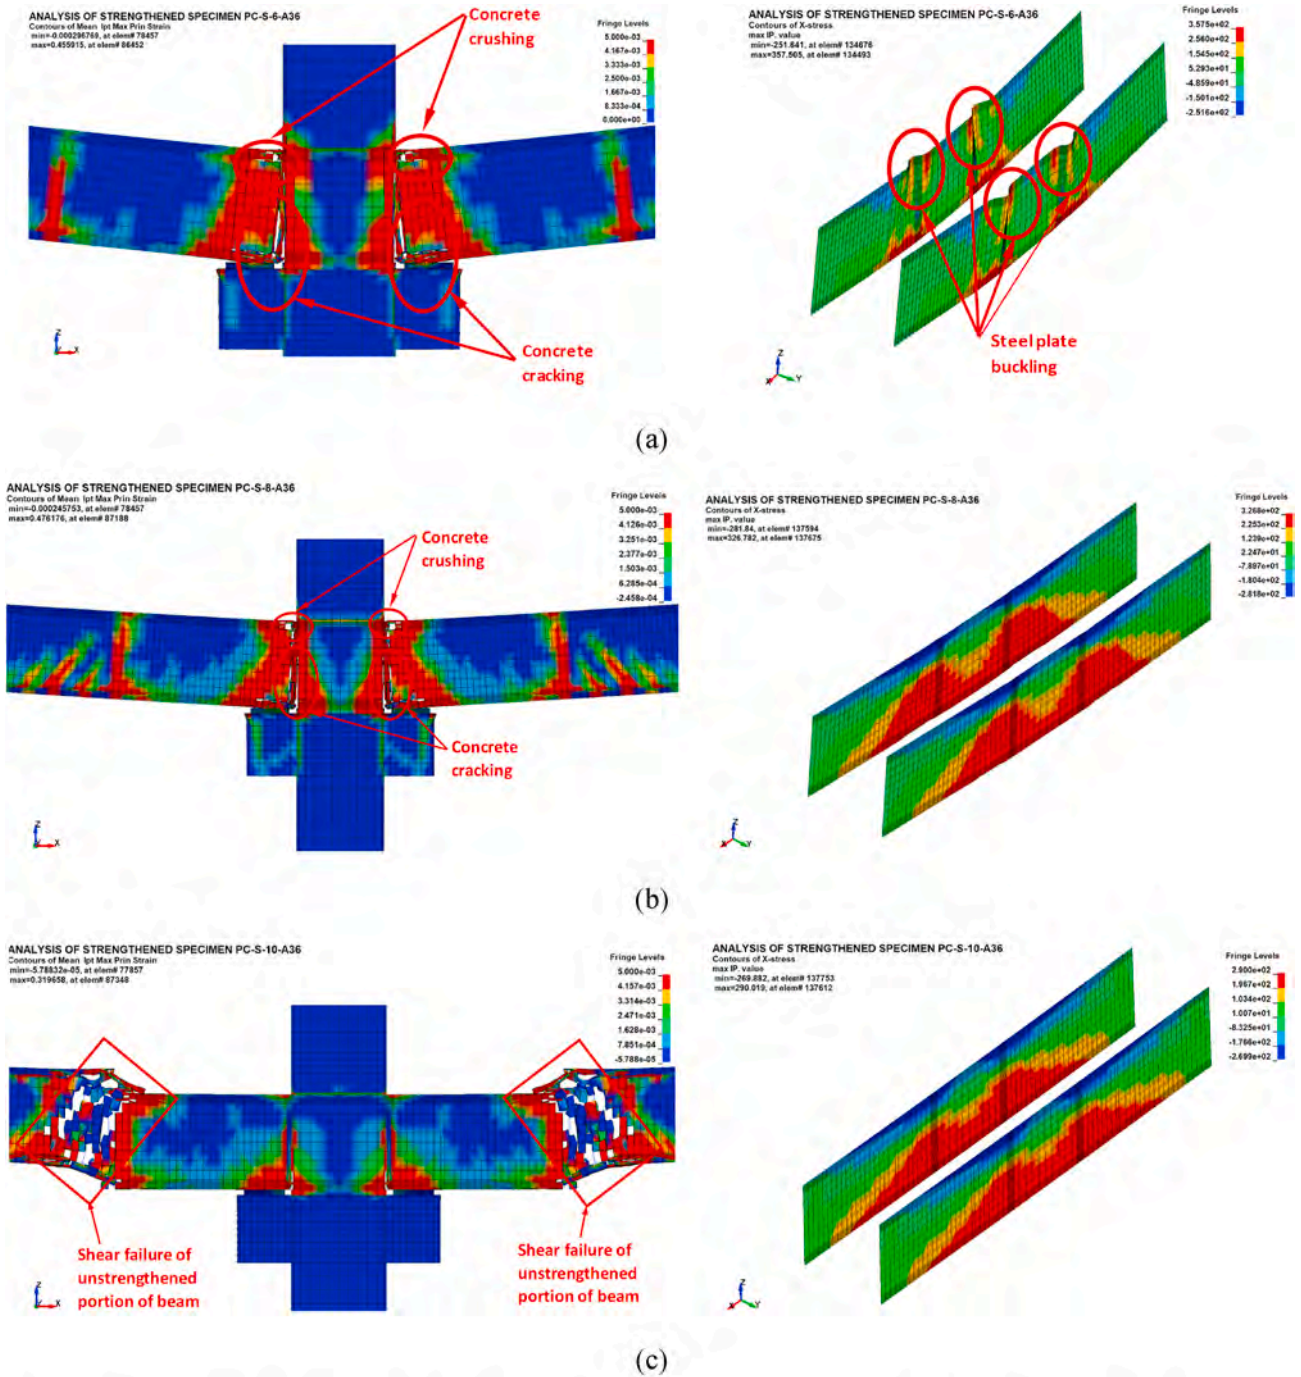 ANALYSIS OF STRENGTHENED SPECIMEN PC-S-6-A36
Contours of Mean Ipt Max Prin Strain
min=-0.000296769, at elem# 78457
max=0.455915, at elem# 86452
Concrete
crushing
Fringe Levels
5.000e-03
4.167e-03
3.333e-03
2.500e-03
1.667e-03
8.333e-04
0.000e+00
Concrete
cracking
Z
X
ANALYSIS OF STRENGTHENED SPECIMEN PC-S-6-A36
Contours of X-stress
max IP. value
min=-251.641, at elem# 134676
max=357.505, at elem# 134493
Fringe Levels
3.575e+02
2.560e+02
1.545e+02
5.293e+01
-4.859e+01
-1.501e+02
-2.516e+02
Steel plate
buckling
Z
X
Y
(a)
ANALYSIS OF STRENGTHENED SPECIMEN PC-S-8-A36
Contours of Mean Ipt Max Prin Strain
min=-0.000245753, at elem# 78457
max=0.476176, at elem# 87188
Concrete
crushing
Fringe Levels
5.000e-03
4.126e-03
3.251e-03
2.377e-03
1.503e-03
6.285e-04
-2.458e-04
Concrete
cracking
Z
X
ANALYSIS OF STRENGTHENED SPECIMEN PC-S-8-A36
Contours of X-stress
max IP. value
min=-281.84, at elem# 137594
max=326.782, at elem# 137675
Fringe Levels
3.268e+02
2.253e+02
1.239e+02
2.247e+01
-7.897e+01
-1.804e+02
-2.818e+02
Z
X
Y
(b)
ANALYSIS OF STRENGTHENED SPECIMEN PC-S-10-A36
Contours of Mean Ipt Max Prin Strain
min=-5.78832e-05, at elem# 77857
max=0.319658, at elem# 87348
Fringe Levels
5.000e-03
4.157e-03
3.314e-03
2.471e-03
1.628e-03
7.851e-04
-5.788e-05
Shear failure of
unstrengthened
portion of beam
Shear failure of
unstrengthened
portion of beam
Z
X
ANALYSIS OF STRENGTHENED SPECIMEN PC-S-10-A36
Contours of X-stress
max IP. value
min=-269.882, at elem# 137753
max=290.019, at elem# 137612
Fringe Levels
2.900e+02
1.967e+02
1.034e+02
1.007e+01
-8.325e+01
-1.766e+02
-2.699e+02
Z
X
Y
(c)